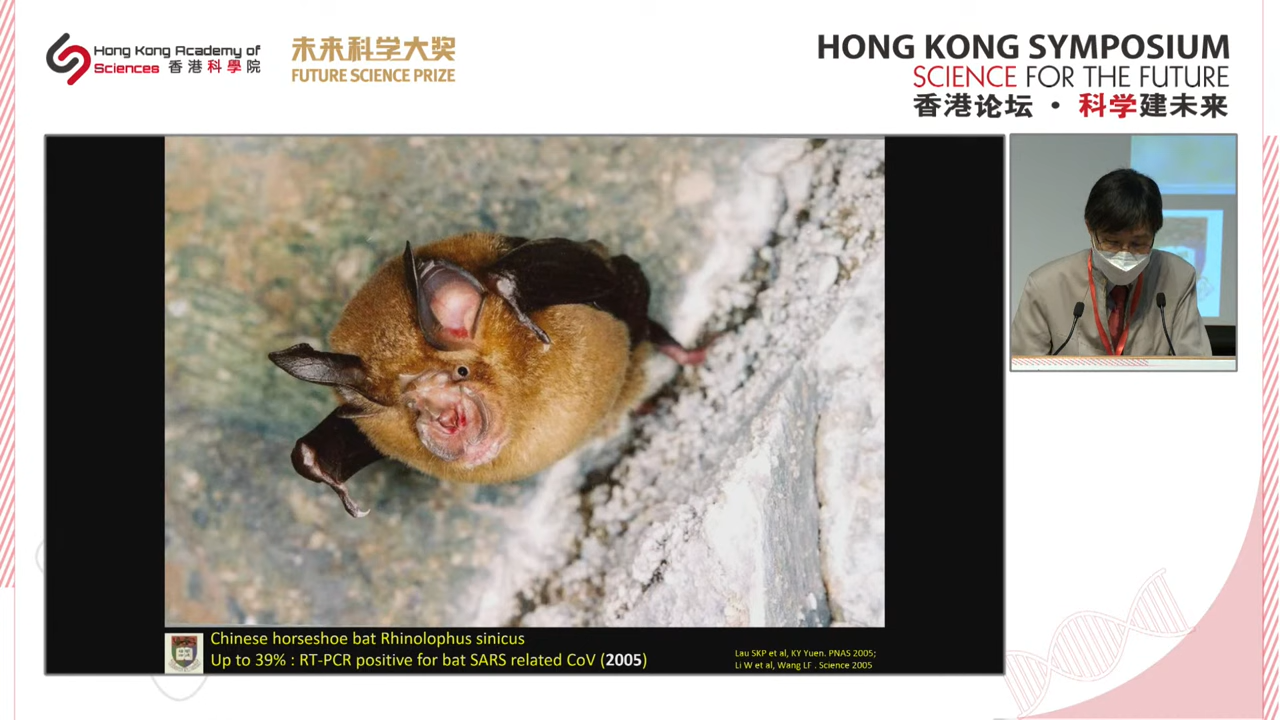 Hong Kong Academy of
Sciences 香港科學院
未来科学大奖
FUTURE SCIENCE PRIZE
HONG KONG SYMPOSIUM
SCIENCE FOR THE FUTURE
香港论坛 · 科学建未来
Chinese horseshoe bat Rhinolophus sinicus
Up to 39% : RT-PCR positive for bat SARS related CoV (2005)
Lau SKP et al, KY Yuen. PNAS 2005;
Li W et al, Wang LF . Science 2005